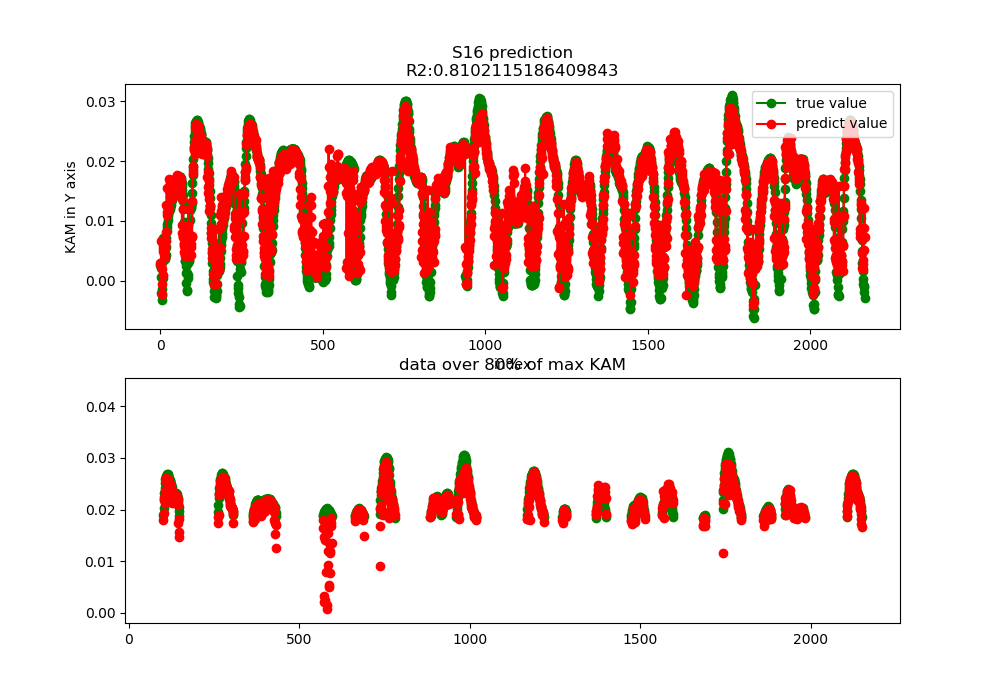 S16 prediction
R2:0.8102115186409843
true value
predict value
KAM in Y axis
0.03
0.02
0.01
0.00
0 500 1000 1500 2000
index
data over 80% of max KAM
0.04
0.03
0.02
0.01
0.00
0 500 1000 1500 2000